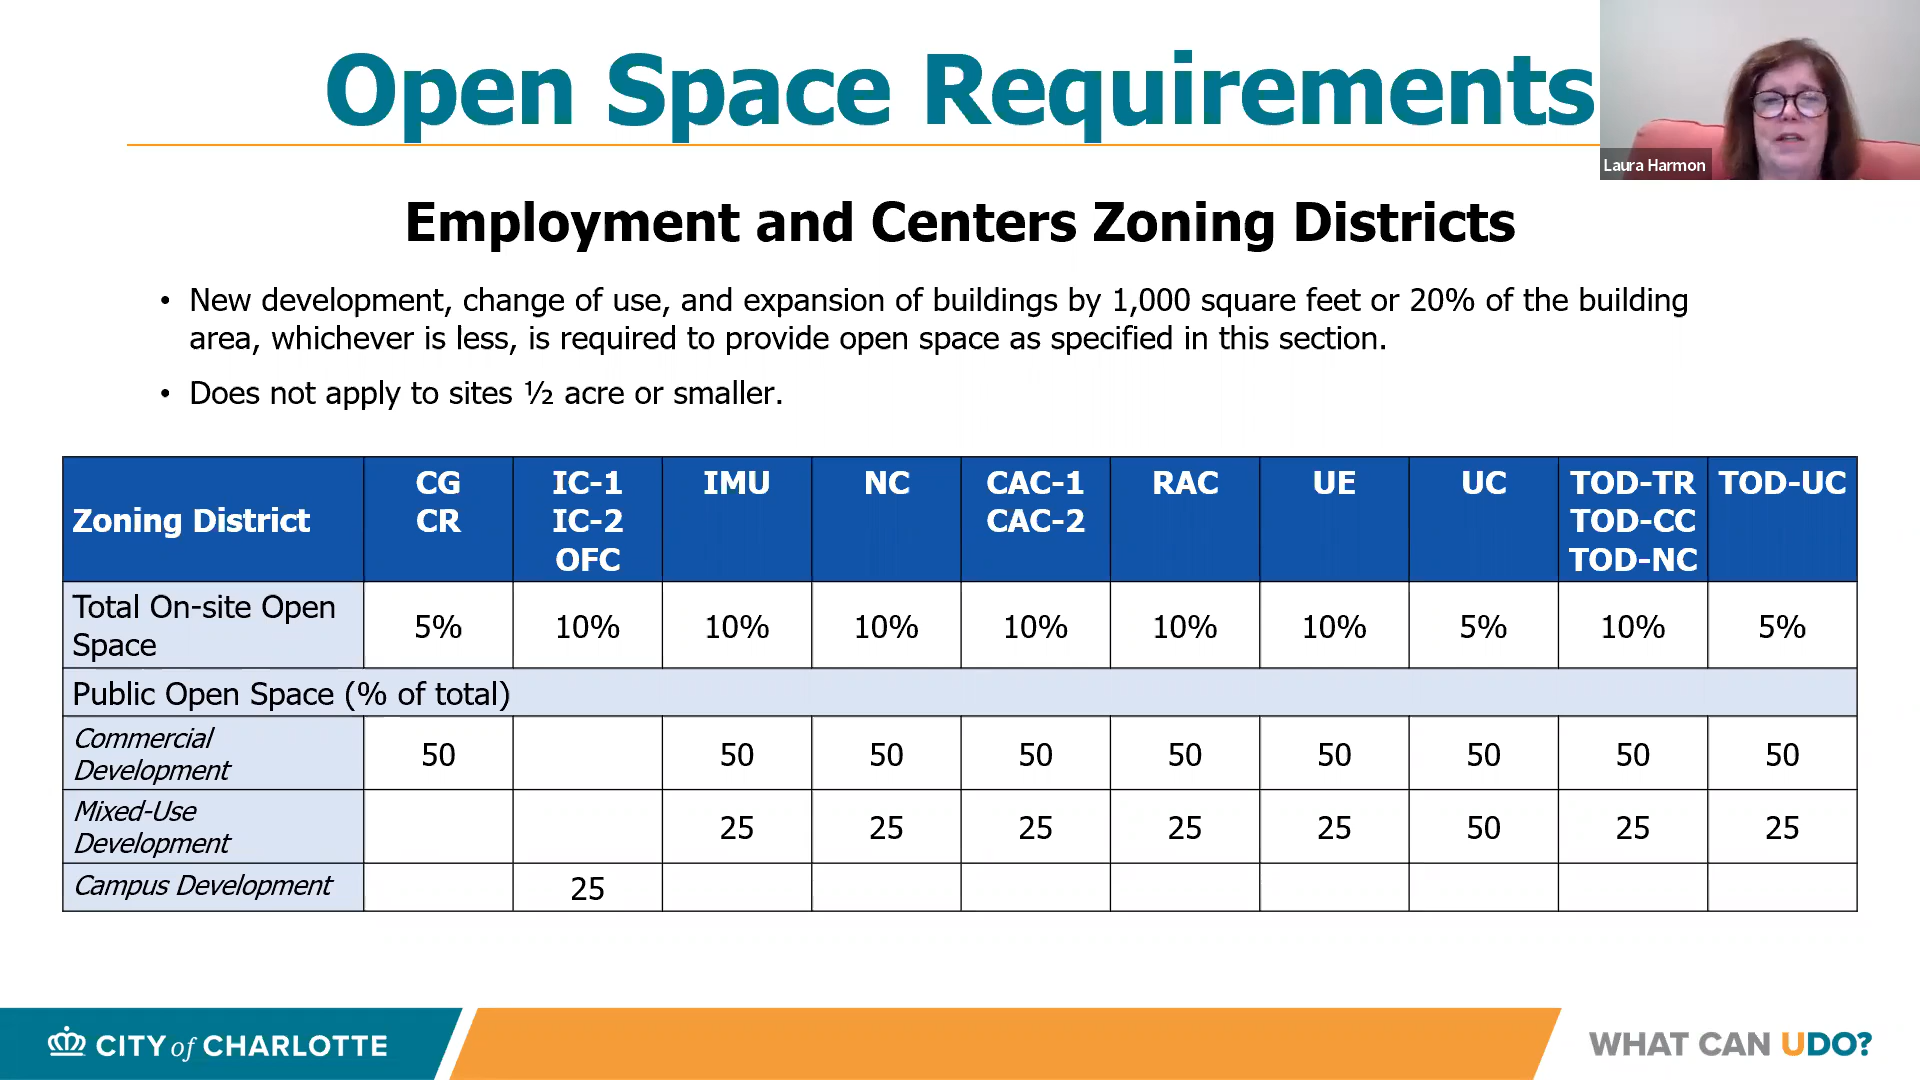 Open Space Requirements
Laura Harmon
Employment and Centers Zoning Districts
• New development, change of use, and expansion of buildings by 1,000 square feet or 20% of the building
area, whichever is less, is required to provide open space as specified in this section.
• Does not apply to sites ½ acre or smaller.
Zoning District CG CR IC-1 IC-2 OFC IMU NC CAC-1 CAC-2 RAC UE UC TOD-TR TOD-CC TOD-NC TOD-UC
Total On-site Open Space 5% 10% 10% 10% 10% 10% 10% 5% 10% 5%
Public Open Space (% of total)
Commercial Development 50 50 50 50 50 50 50 50 50
Mixed-Use Development 25 25 25 25 25 50 25 25
Campus Development 25
CITY of CHARLOTTE
WHAT CAN UDO?